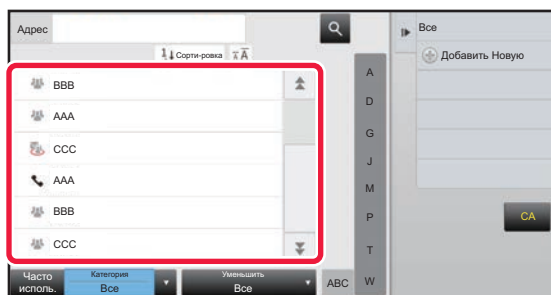 Адрес
Все
1 Сорти-ровка
Добавить Новую
BBB
AAA
CCC
AAA
BBB
CCC
A
D
G
J
M
P
T
W
CA
Часто исполь.
Категория
Все
Уменьшить
Все
ABC